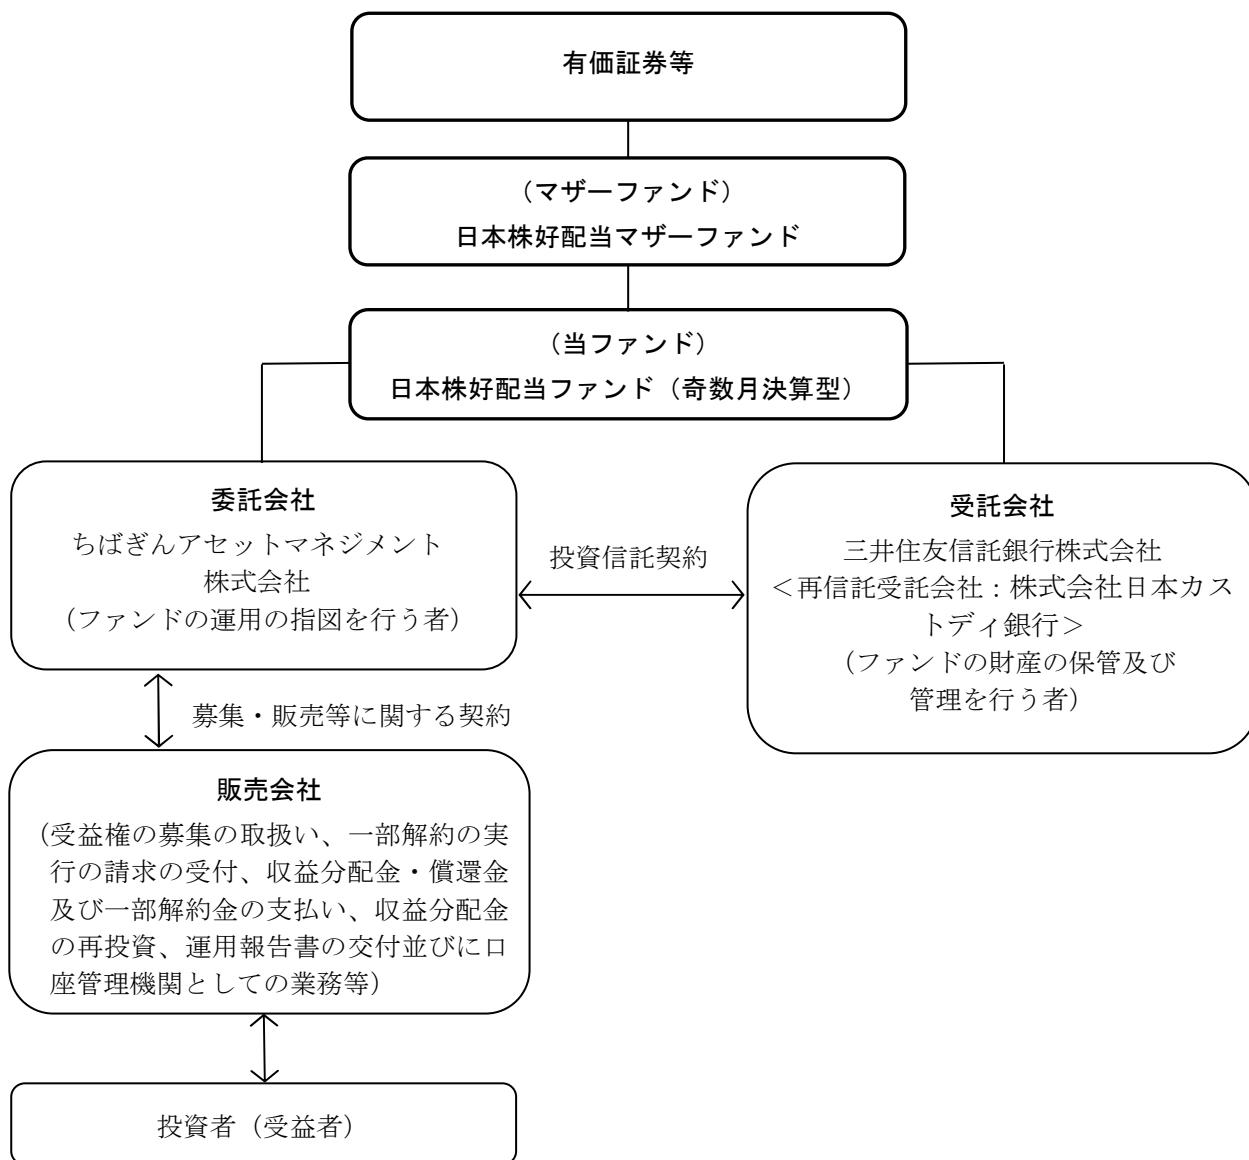 有価証券等
（マザーファンド）
日本株好配当マザーファンド
（当ファンド）
日本株好配当ファンド（奇数月決算型）
委託会社
ちばぎんアセットマネジメント
株式会社
（ファンドの運用の指図を行う者）
投資信託契約
受託会社
三井住友信託銀行株式会社
＜再信託受託会社：株式会社日本カス
トディ銀行＞
（ファンドの財産の保管及び
管理を行う者）
募集・販売等に関する契約
販売会社
（受益権の募集の取扱い、一部解約の実
行の請求の受付、収益分配金・償還金
及び一部解約金の支払い、収益分配金
の再投資、運用報告書の交付並びに口
座管理機関としての業務等）
投資者（受益者）